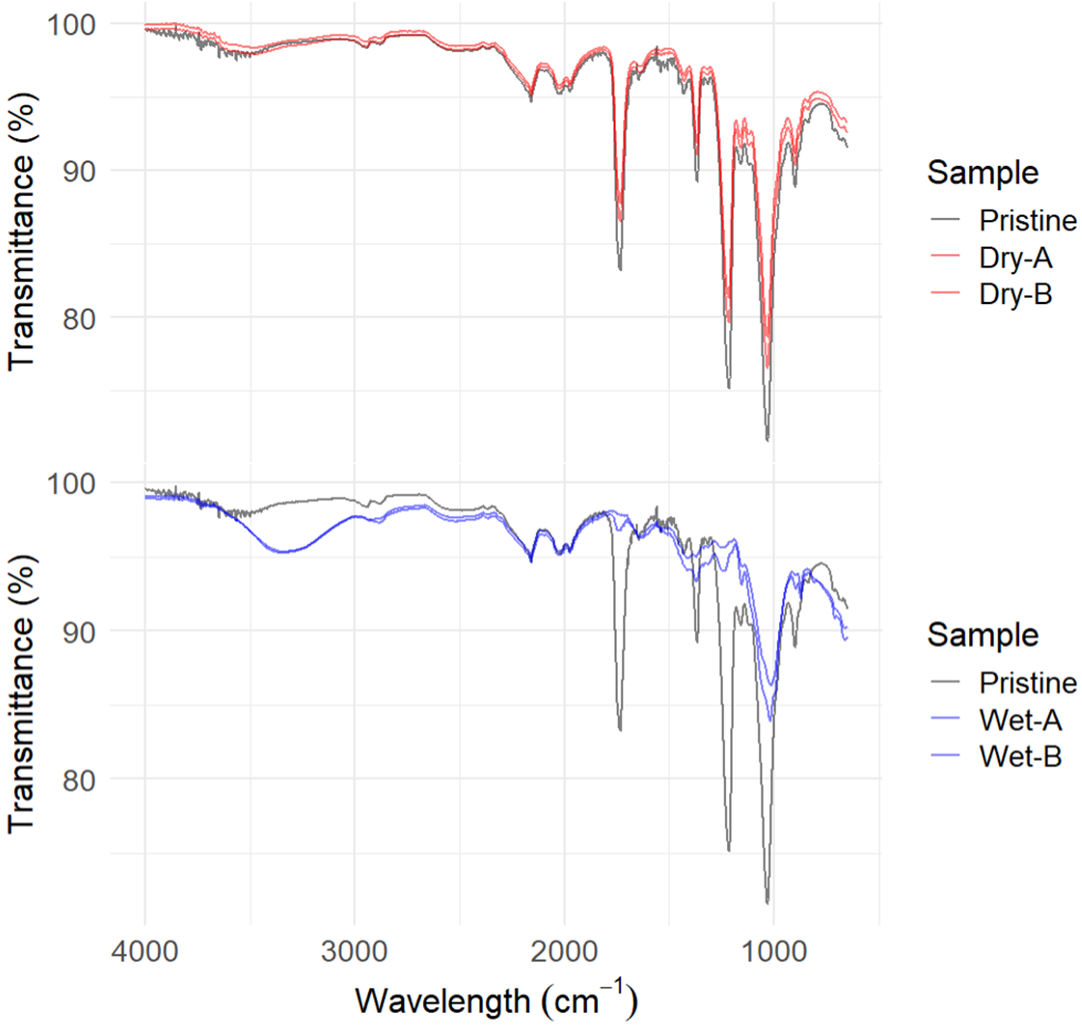 100
90
80
Transmittance (%)
Sample
Pristine
Dry-A
Dry-B
100
90
80
Transmittance (%)
Sample
Pristine
Wet-A
Wet-B
4000 3000 2000 1000
Wavelength (cm⁻¹)